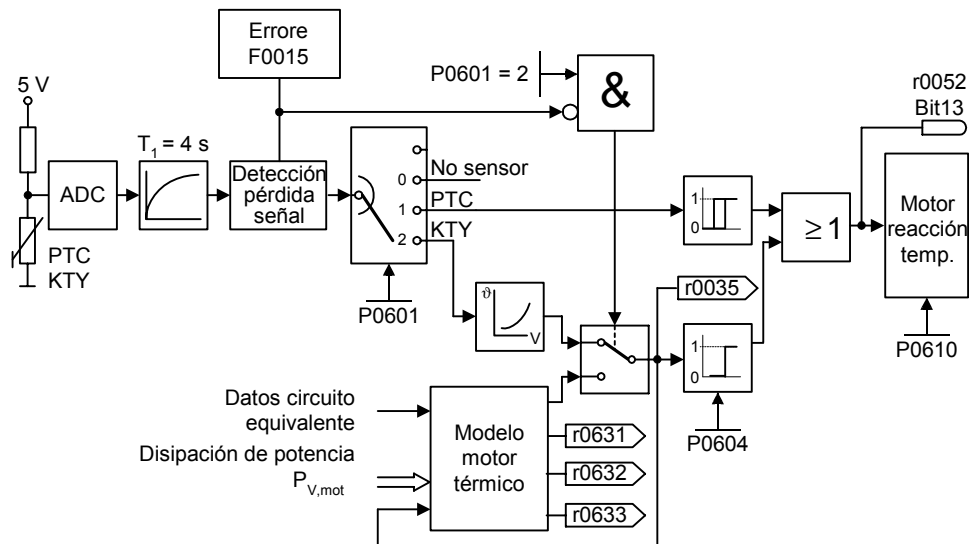 Errore
F0015
5 V
P0601 = 2
&
r0052
Bit13
T1 = 4 s
ADC
Detección
pérdida
señal
0
No sensor
1
PTC
2
KTY
1
0
≥ 1
Motor
reacción
temp.
PTC
KTY
P0601
ϑ
V
r0035
1
0
P0610
P0604
Datos circuito
equivalente
Disipación de potencia
PV,mot
Modelo
motor
térmico
r0631
r0632
r0633